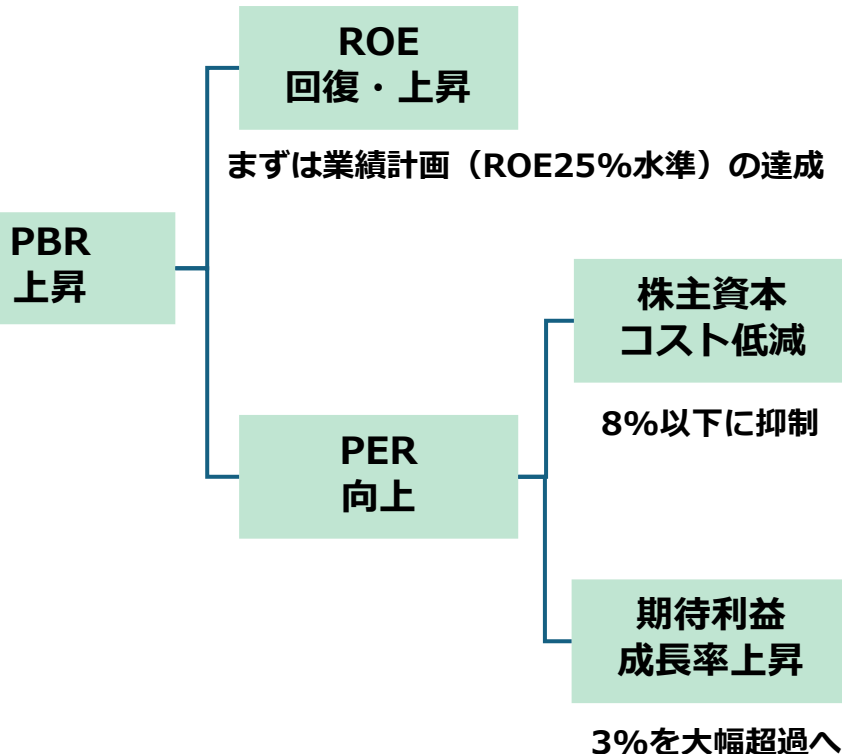 ROE
回復・上昇
まずは業績計画（ROE25%水準）の達成
PBR
上昇
株主資本
コスト低減
8%以下に抑制
PER
向上
期待利益
成長率上昇
3%を大幅超過へ